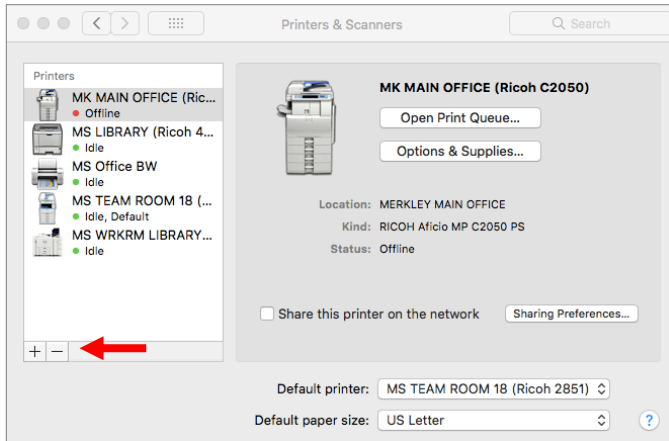 Printers & Scanners
Search
Printers
MK MAIN OFFICE (Ric...
Offline
MS LIBRARY (Ricoh 4...
Idle
MS Office BW
Idle
MS TEAM ROOM 18 (...
Idle, Default
MS WRKRM LIBRARY...
Idle
+ −
MK MAIN OFFICE (Ricoh C2050)
Open Print Queue...
Options & Supplies...
Location: MERKLEY MAIN OFFICE
Kind: RICOH Aficio MP C2050 PS
Status: Offline
Share this printer on the network
Sharing Preferences...
Default printer: MS TEAM ROOM 18 (Ricoh 2851)
Default paper size: US Letter
?